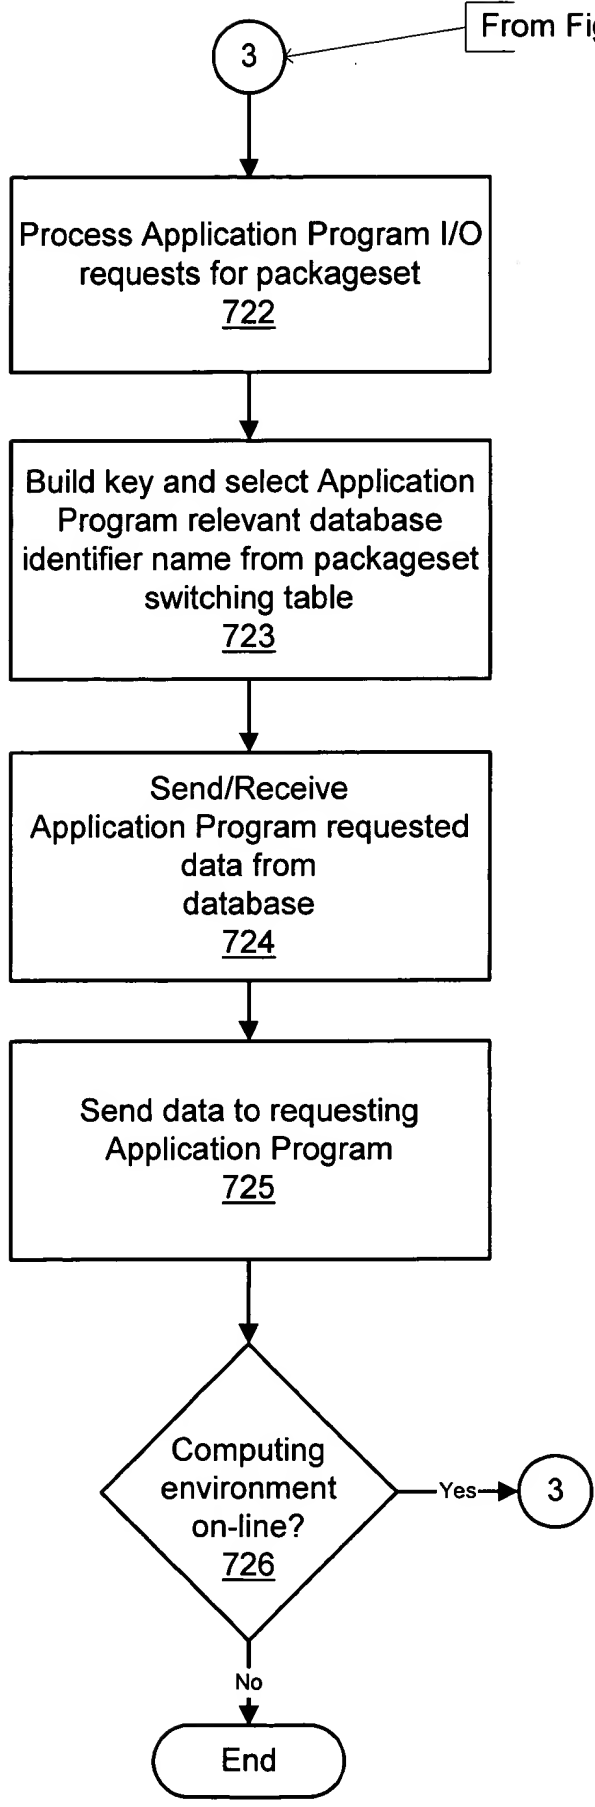 From Fig
3
Process Application Program I/O
requests for packageset
722
Build key and select Application
Program relevant database
identifier name from packageset
switching table
723
Send/Receive
Application Program requested
data from
database
724
Send data to requesting
Application Program
725
Computing
environment
on-line?
726
Yes
3
No
End